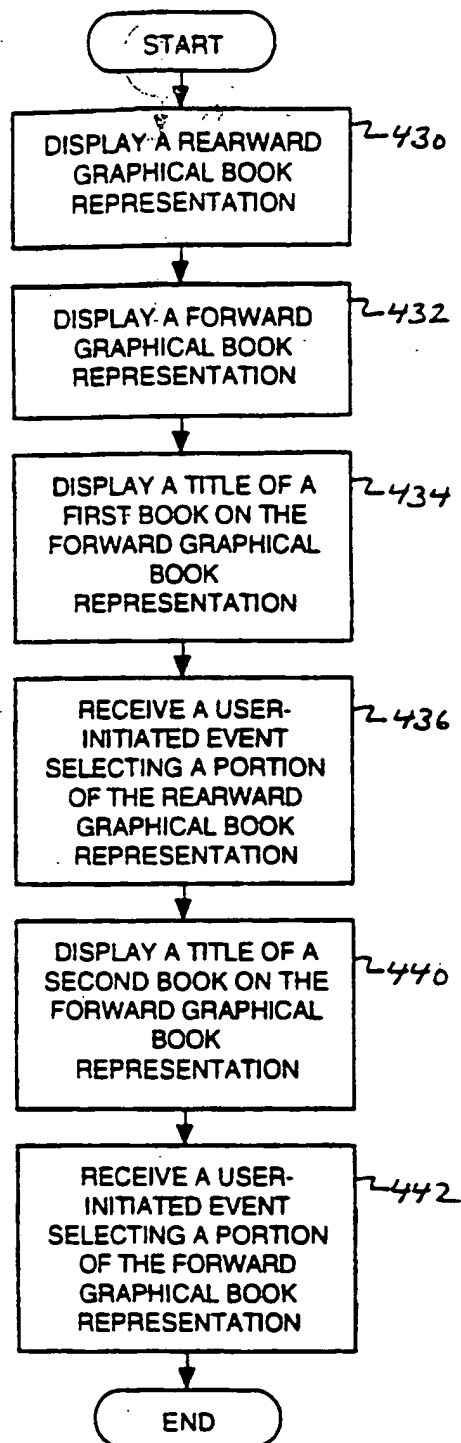 START
DISPLAY A REARWARD
GRAPHICAL BOOK
REPRESENTATION
430
DISPLAY A FORWARD
GRAPHICAL BOOK
REPRESENTATION
432
DISPLAY A TITLE OF A
FIRST BOOK ON THE
FORWARD GRAPHICAL
BOOK
REPRESENTATION
434
RECEIVE A USER-
INITIATED EVENT
SELECTING A PORTION
OF THE REARWARD
GRAPHICAL BOOK
REPRESENTATION
436
DISPLAY A TITLE OF A
SECOND BOOK ON THE
FORWARD GRAPHICAL
BOOK
REPRESENTATION
440
RECEIVE A USER-
INITIATED EVENT
SELECTING A PORTION
OF THE FORWARD
GRAPHICAL BOOK
REPRESENTATION
442
END